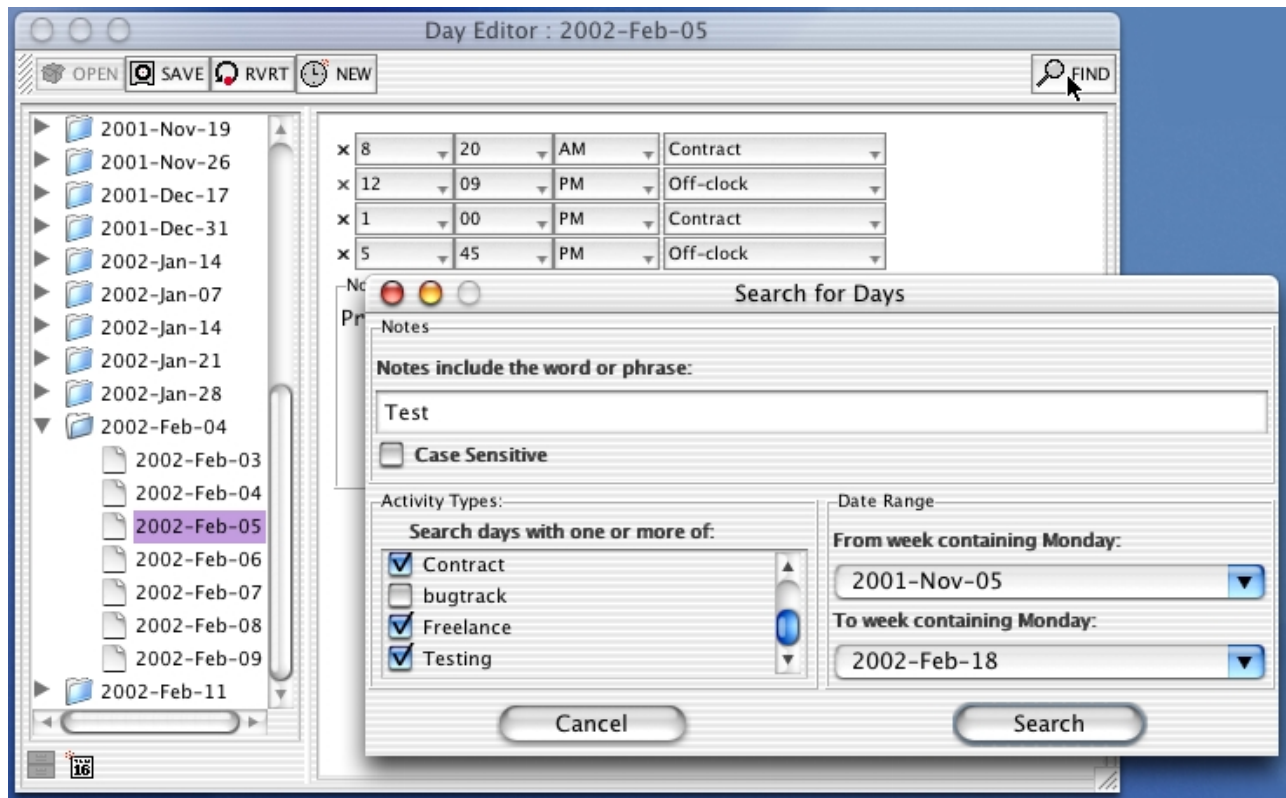 Day Editor : 2002-Feb-05
OPEN SAVE RVRT NEW FIND
2001-Nov-19
2001-Nov-26
2001-Dec-17
2001-Dec-31
2002-Jan-14
2002-Jan-07
2002-Jan-14
2002-Jan-21
2002-Jan-28
2002-Feb-04
2002-Feb-03
2002-Feb-04
2002-Feb-05
2002-Feb-06
2002-Feb-07
2002-Feb-08
2002-Feb-09
2002-Feb-11
16
8 20 AM Contract
12 09 PM Off-clock
1 00 PM Contract
5 45 PM Off-clock
Search for Days
Notes
Notes include the word or phrase:
Test
Case Sensitive
Activity Types:
Search days with one or more of:
Contract
bugtrack
Freelance
Testing
Date Range
From week containing Monday:
2001-Nov-05
To week containing Monday:
2002-Feb-18
Cancel
Search